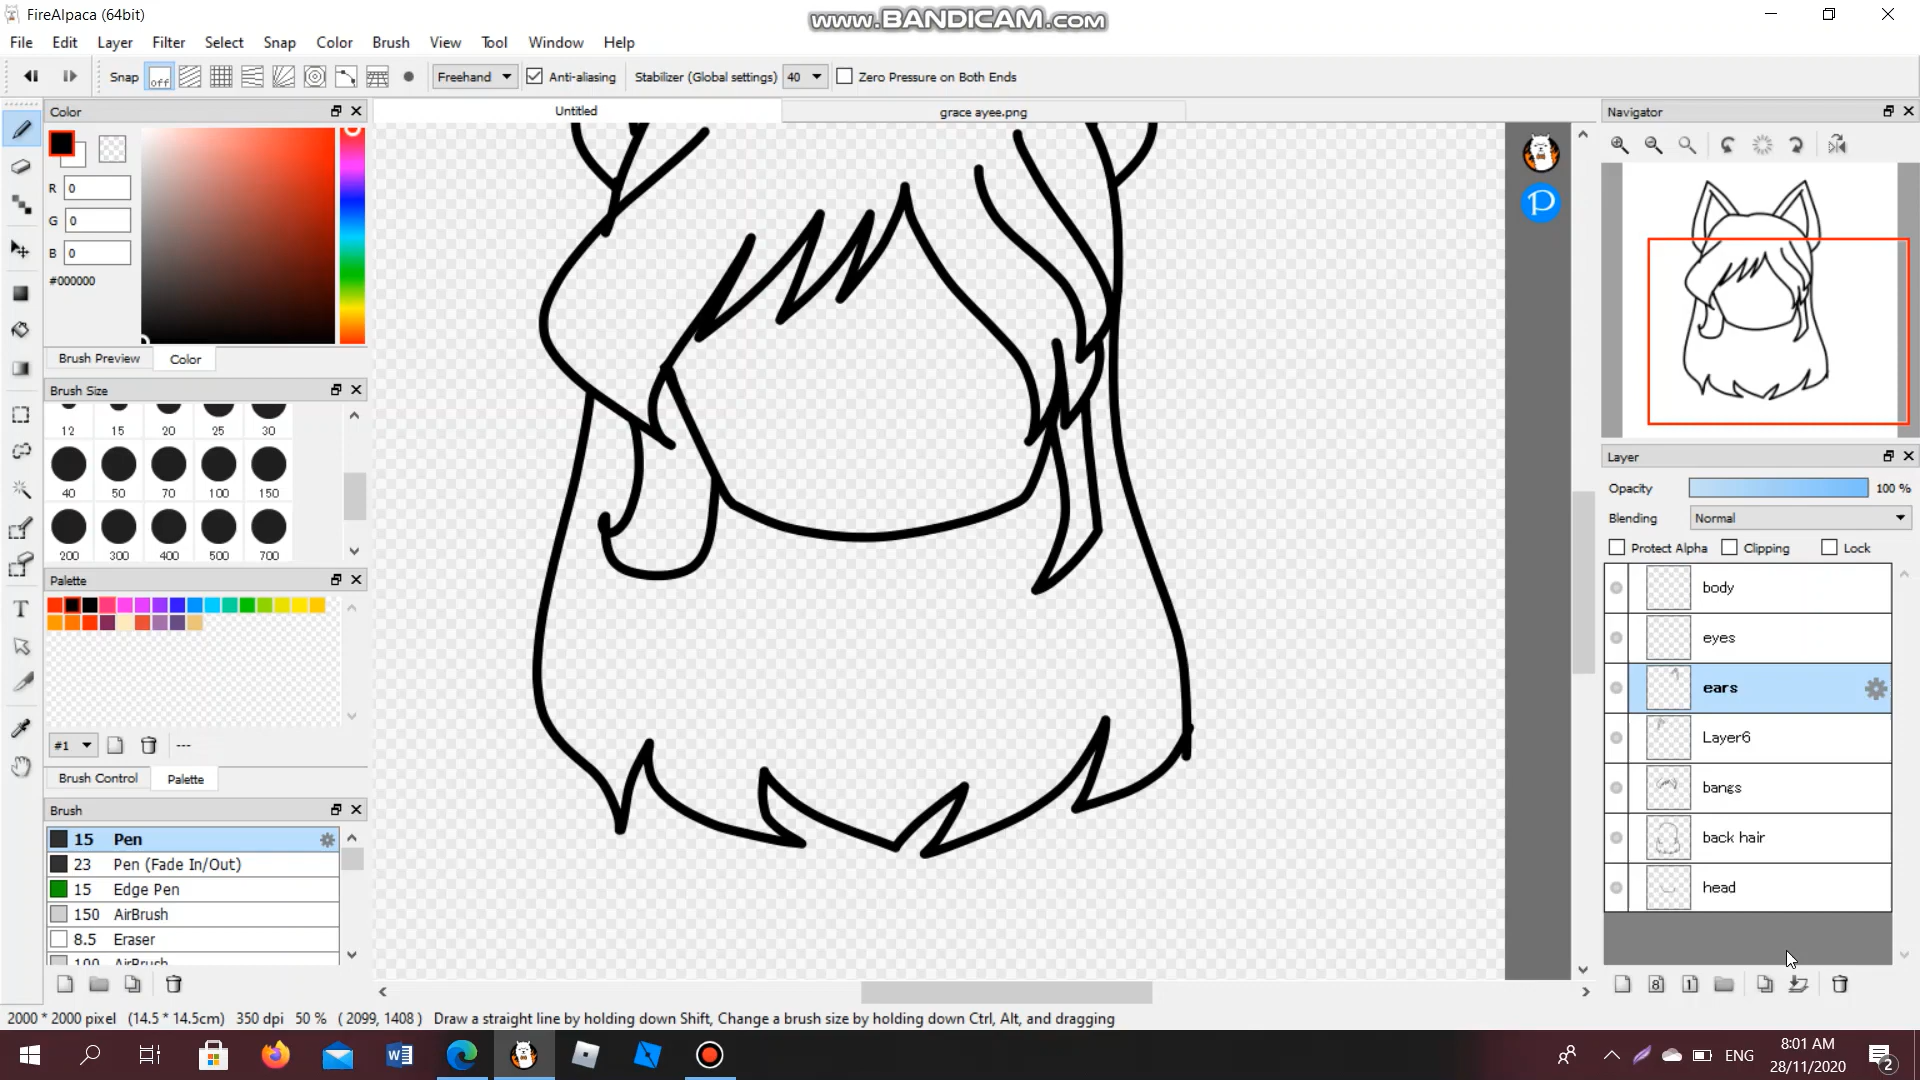 FireAlpaca (64bit)
www.BANDICAM.com
File Edit Layer Filter Select Snap Color Brush View Tool Window Help
Snap off Freehand Anti-aliasing Stabilizer (Global settings) 40 Zero Pressure on Both Ends
Color
Untitled
grace ayee.png
Navigator
R 0
G 0
B 0
#000000
Brush Preview Color
Brush Size
12 15 20 25 30
40 50 70 100 150
200 300 400 500 700
Palette
#1 ---
Brush Control Palette
Brush
15 Pen
23 Pen (Fade In/Out)
15 Edge Pen
150 AirBrush
8.5 Eraser
100 AirBrush
Layer
Opacity 100 %
Blending Normal
Protect Alpha Clipping Lock
body
eyes
ears
Layer6
bangs
back hair
head
8 1
2000 * 2000 pixel (14.5 * 14.5cm) 350 dpi 50 % ( 2099, 1408 ) Draw a straight line by holding down Shift, Change a brush size by holding down Ctrl, Alt, and dragging
ENG
8:01 AM
28/11/2020
2